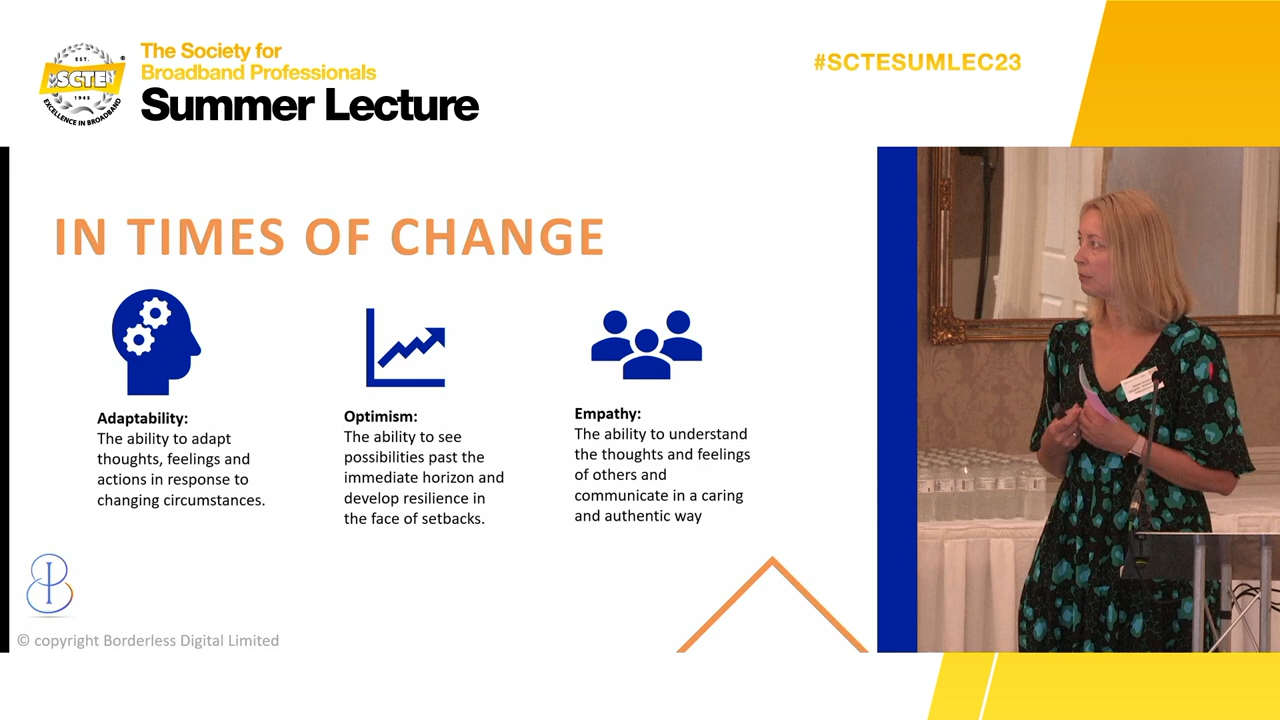 EST.
SCTE
1945
EXCELLENCE IN BROADBAND
®
The Society for
Broadband Professionals
Summer Lecture
#SCTESUMLEC23
IN TIMES OF CHANGE
Adaptability:
The ability to adapt
thoughts, feelings and
actions in response to
changing circumstances.
Optimism:
The ability to see
possibilities past the
immediate horizon and
develop resilience in
the face of setbacks.
Empathy:
The ability to understand
the thoughts and feelings
of others and
communicate in a caring
and authentic way
© copyright Borderless Digital Limited